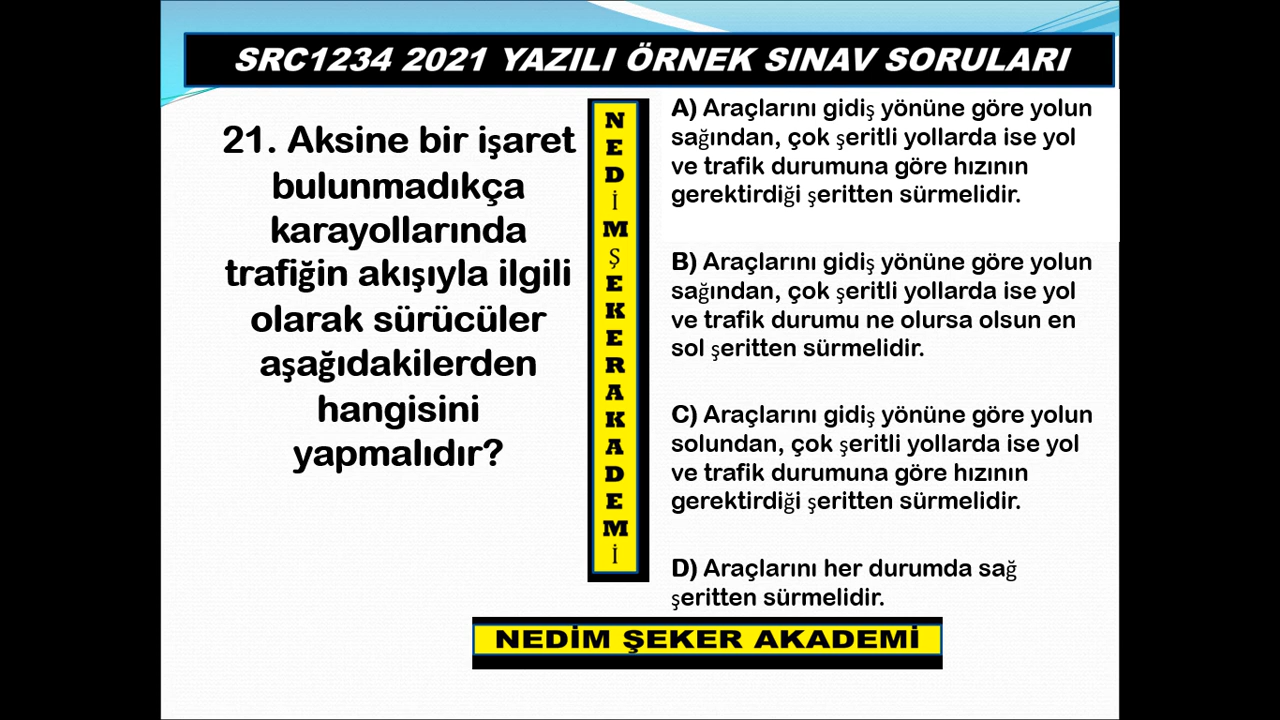 SRC1234 2021 YAZILI ÖRNEK SINAV SORULARI
21. Aksine bir işaret
bulunmadıkça
karayollarında
trafiğin akışıyla ilgili
olarak sürücüler
aşağıdakilerden
hangisini
yapmalıdır?
N
E
D
İ
M
Ş
E
K
E
R
A
K
A
D
E
M
İ
A) Araçlarını gidiş yönüne göre yolun
sağından, çok şeritli yollarda ise yol
ve trafik durumuna göre hızının
gerektirdiği şeritten sürmelidir.
B) Araçlarını gidiş yönüne göre yolun
sağından, çok şeritli yollarda ise yol
ve trafik durumu ne olursa olsun en
sol şeritten sürmelidir.
C) Araçlarını gidiş yönüne göre yolun
solundan, çok şeritli yollarda ise yol
ve trafik durumuna göre hızının
gerektirdiği şeritten sürmelidir.
D) Araçlarını her durumda sağ
şeritten sürmelidir.
NEDİM ŞEKER AKADEMİ